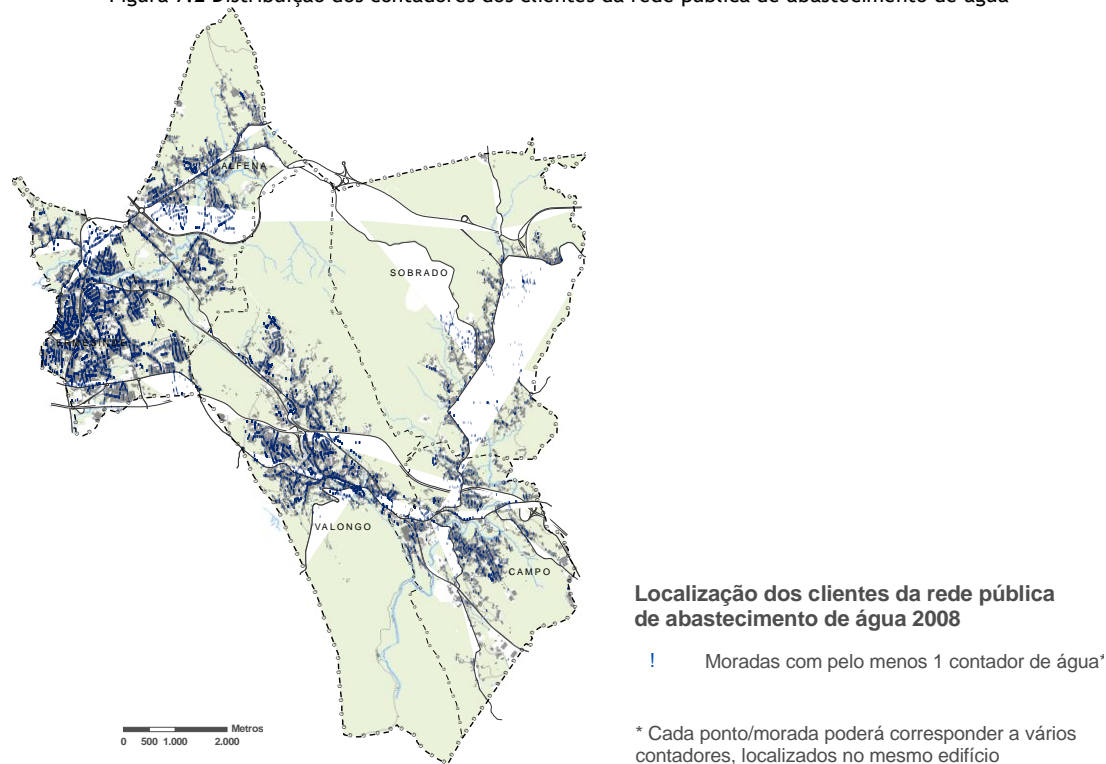 Figura 7.2 Distribuição dos contadores dos clientes da rede pública de abastecimento de água
ALFENA
SOBRADO
ERMESINDE
VALONGO
CAMPO
Localização dos clientes da rede pública
de abastecimento de água 2008
! Moradas com pelo menos 1 contador de água*
* Cada ponto/morada poderá corresponder a vários
contadores, localizados no mesmo edifício
Metros
0 500 1.000 2.000